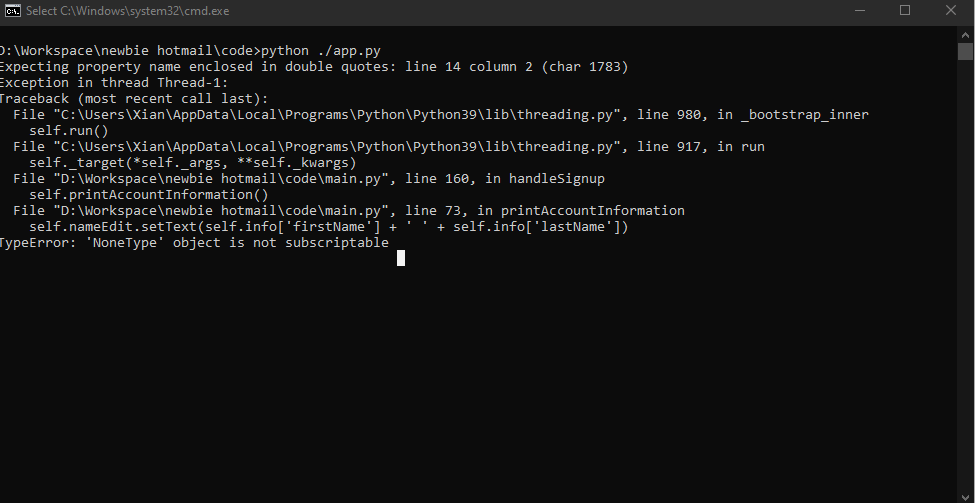 Select C:\Windows\system32\cmd.exe
D:\Workspace\newbie hotmail\code>python ./app.py
Expecting property name enclosed in double quotes: line 14 column 2 (char 1783)
Exception in thread Thread-1:
Traceback (most recent call last):
  File "C:\Users\Xian\AppData\Local\Programs\Python\Python39\lib\threading.py", line 980, in _bootstrap_inner
    self.run()
  File "C:\Users\Xian\AppData\Local\Programs\Python\Python39\lib\threading.py", line 917, in run
    self._target(*self._args, **self._kwargs)
  File "D:\Workspace\newbie hotmail\code\main.py", line 160, in handleSignup
    self.printAccountInformation()
  File "D:\Workspace\newbie hotmail\code\main.py", line 73, in printAccountInformation
    self.nameEdit.setText(self.info['firstName'] + ' ' + self.info['lastName'])
TypeError: 'NoneType' object is not subscriptable